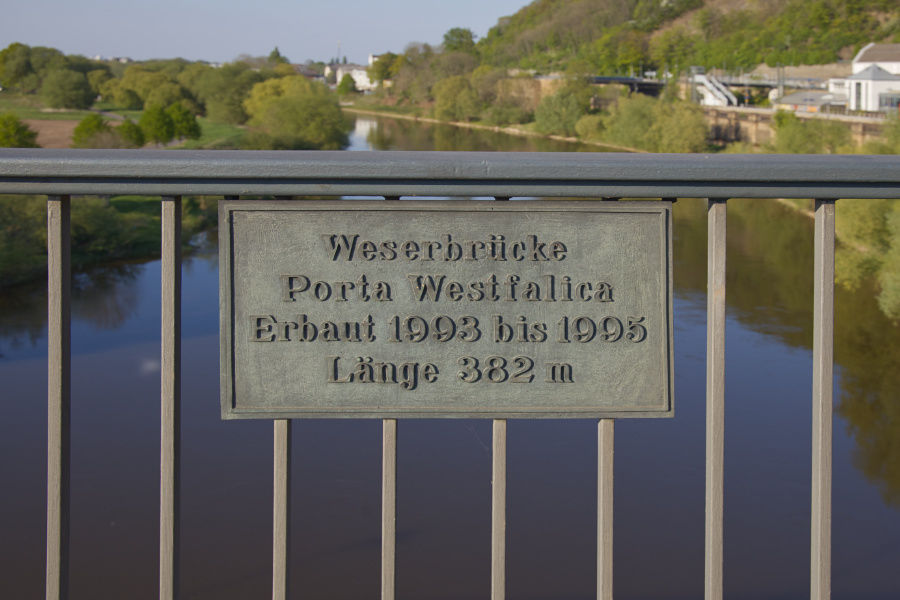 Weserbrücke
Porta Westfalica
Erbaut 1993 bis 1995
Länge 382 m